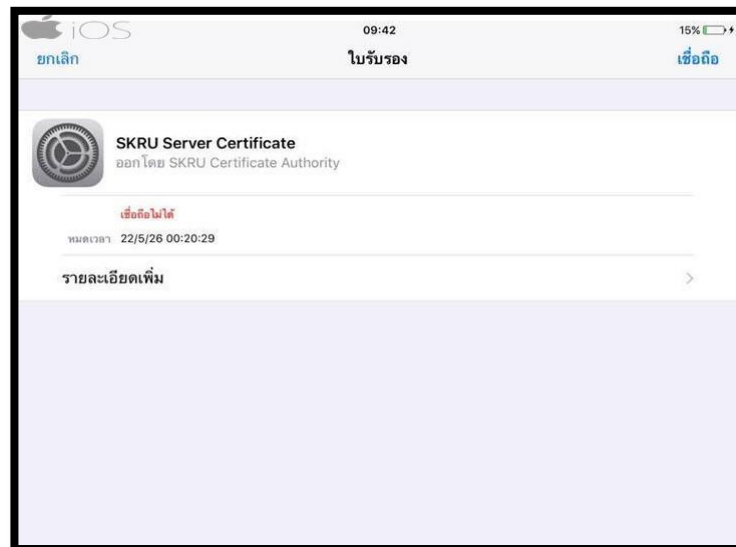 iOS
09:42
15%
ยกเลิก
ใบรับรอง
เชื่อถือ
SKRU Server Certificate
ออกโดย SKRU Certificate Authority
เชื่อถือไม่ได้
หมดเวลา 22/5/26 00:20:29
รายละเอียดเพิ่ม